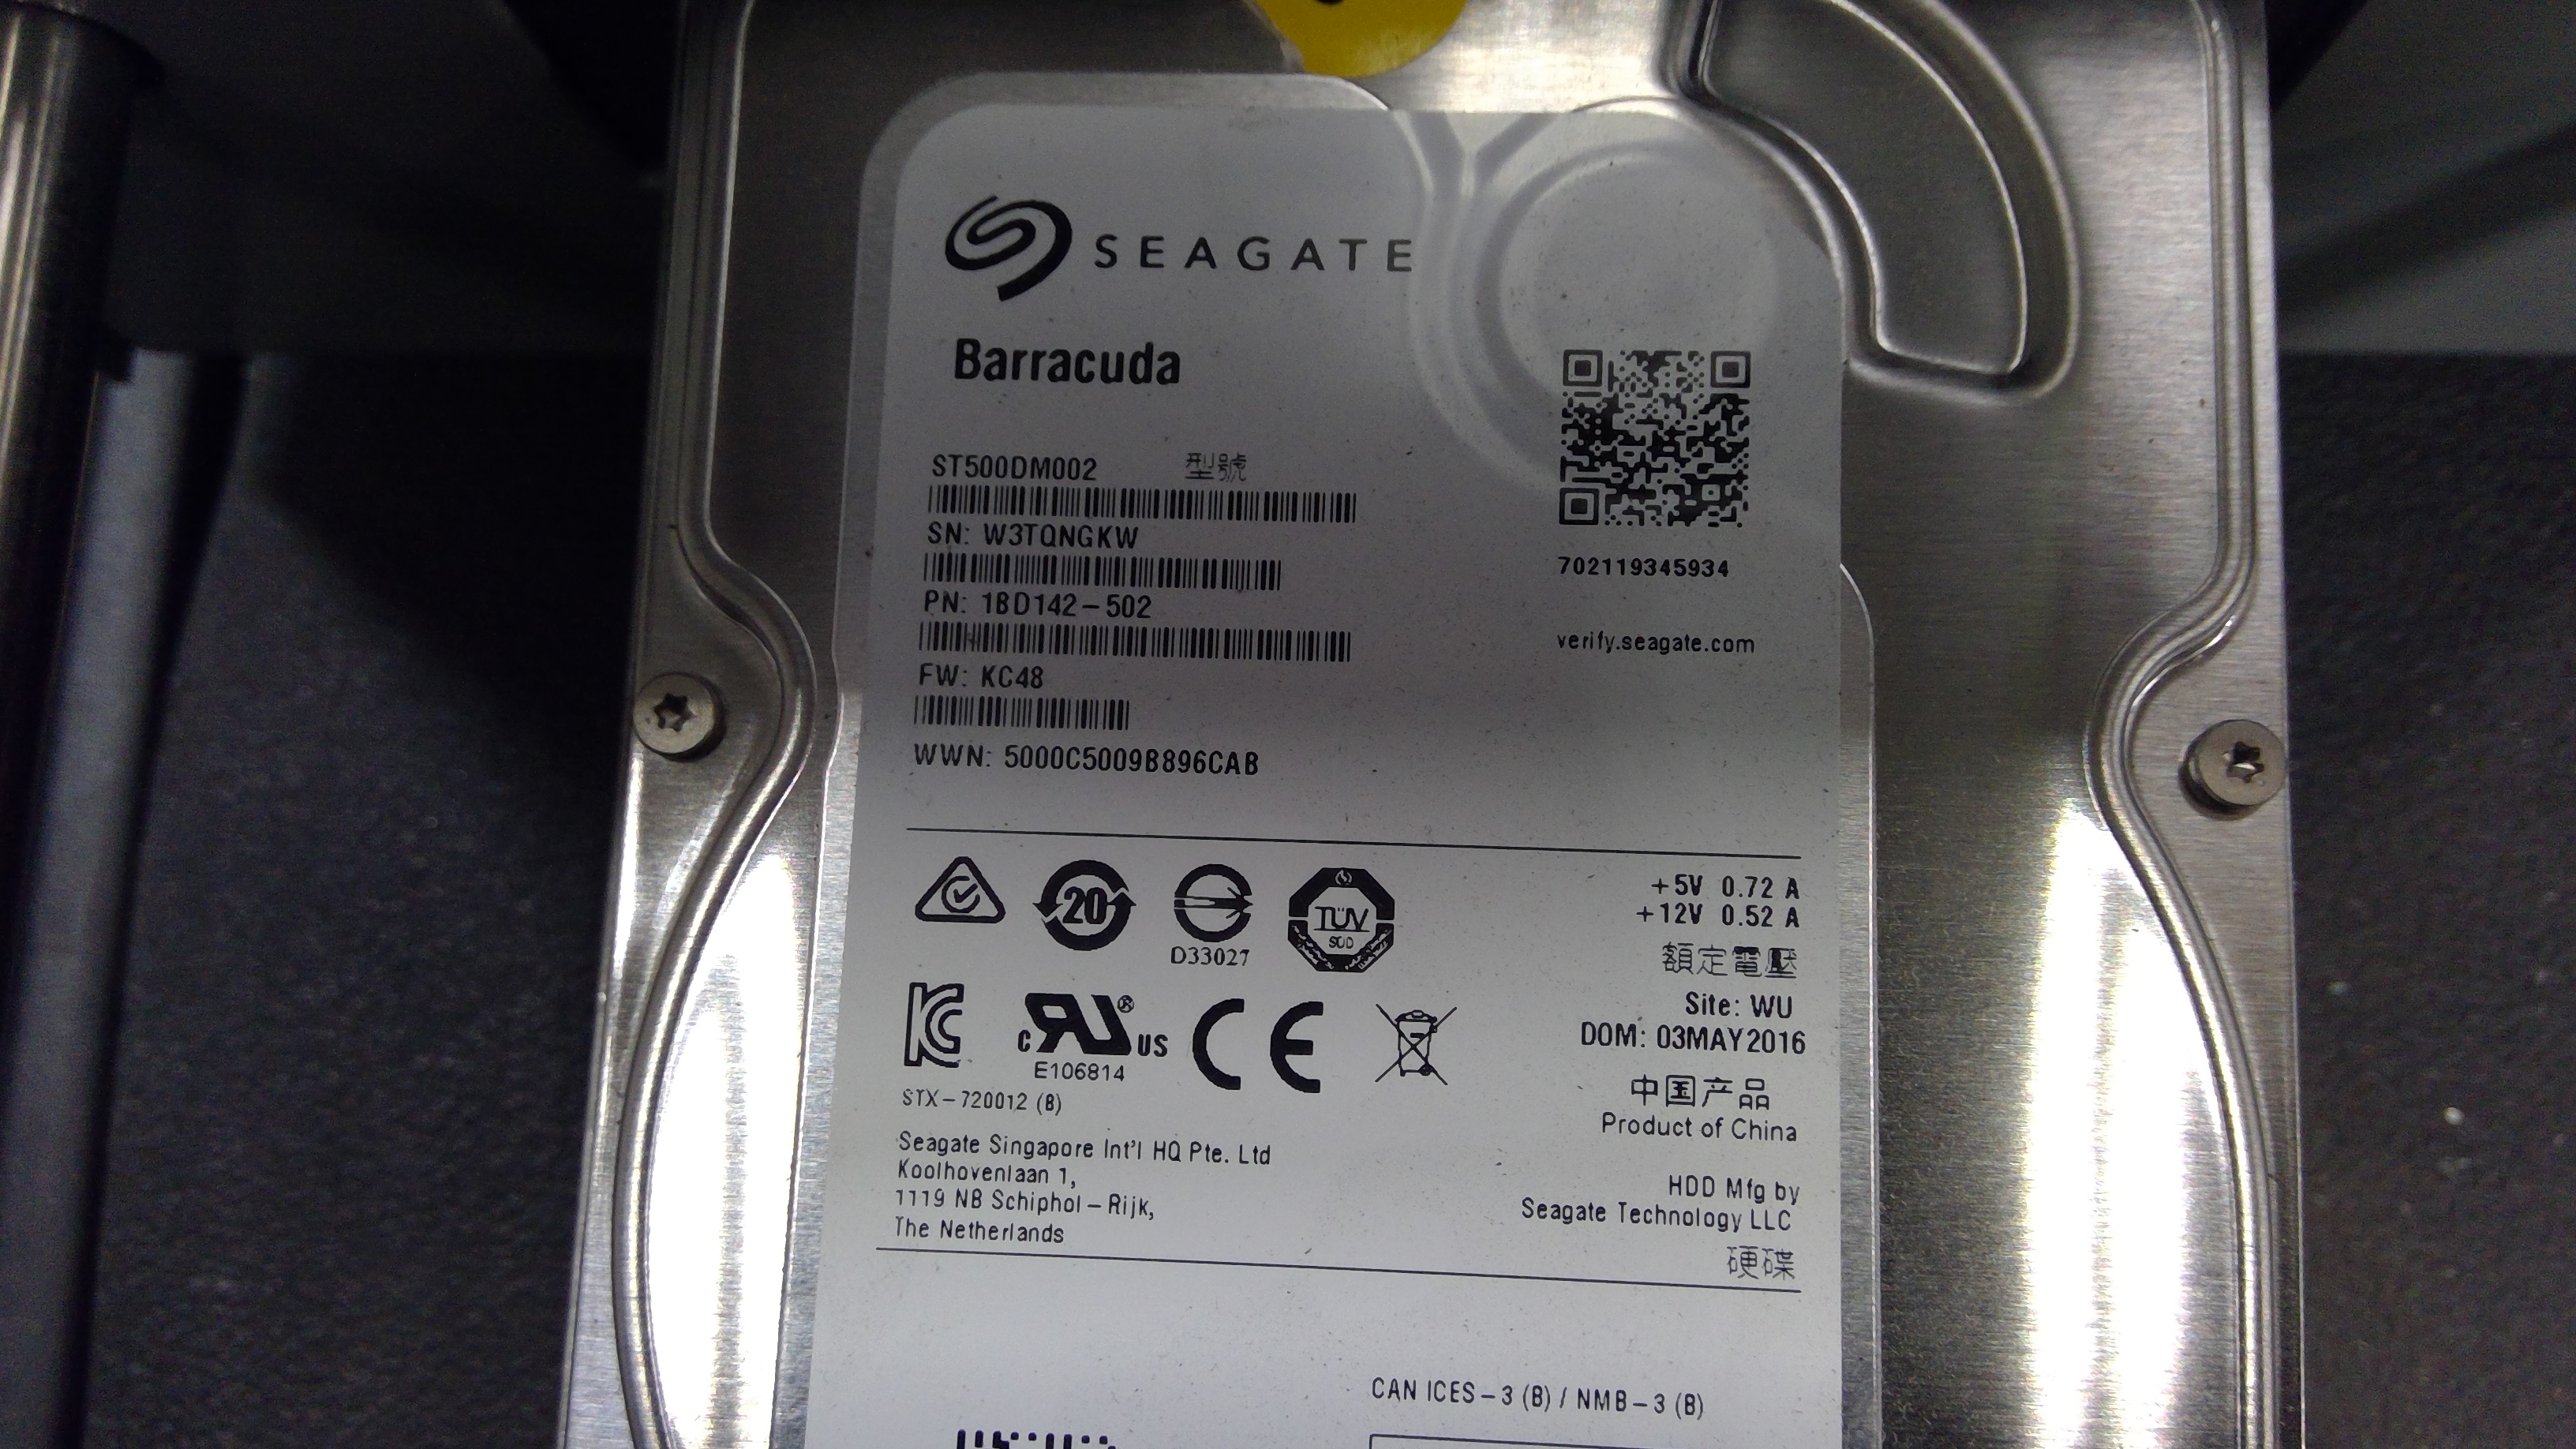 SEAGATE
Barracuda
ST500DM002 型號
SN: W3TQNGKW
PN: 1BD142-502
FW: KC48
WWN: 5000C5009B896CAB
702119345934
verify.seagate.com
20
D33027
TÜV
SÜD
+5V 0.72 A
+12V 0.52 A
額定電壓
Site: WU
DOM: 03MAY2016
中国产品
Product of China
HDD Mfg by
Seagate Technology LLC
硬碟
c RU ® US
E106814
CE
STX-720012 (B)
Seagate Singapore Int'l HQ Pte. Ltd
Koolhovenlaan 1,
1119 NB Schiphol-Rijk,
The Netherlands
CAN ICES-3 (B) / NMB-3 (B)